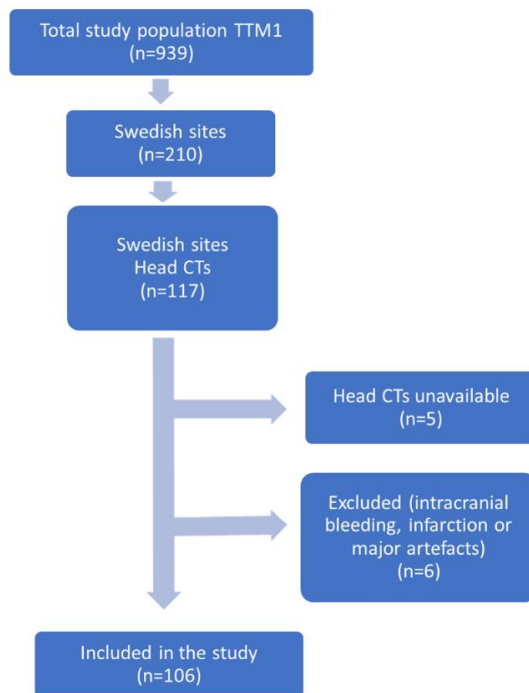 Total study population TTM1
(n=939)
Swedish sites
(n=210)
Swedish sites
Head CTs
(n=117)
Head CTs unavailable
(n=5)
Excluded (intracranial
bleeding, infarction or
major artefacts)
(n=6)
Included in the study
(n=106)